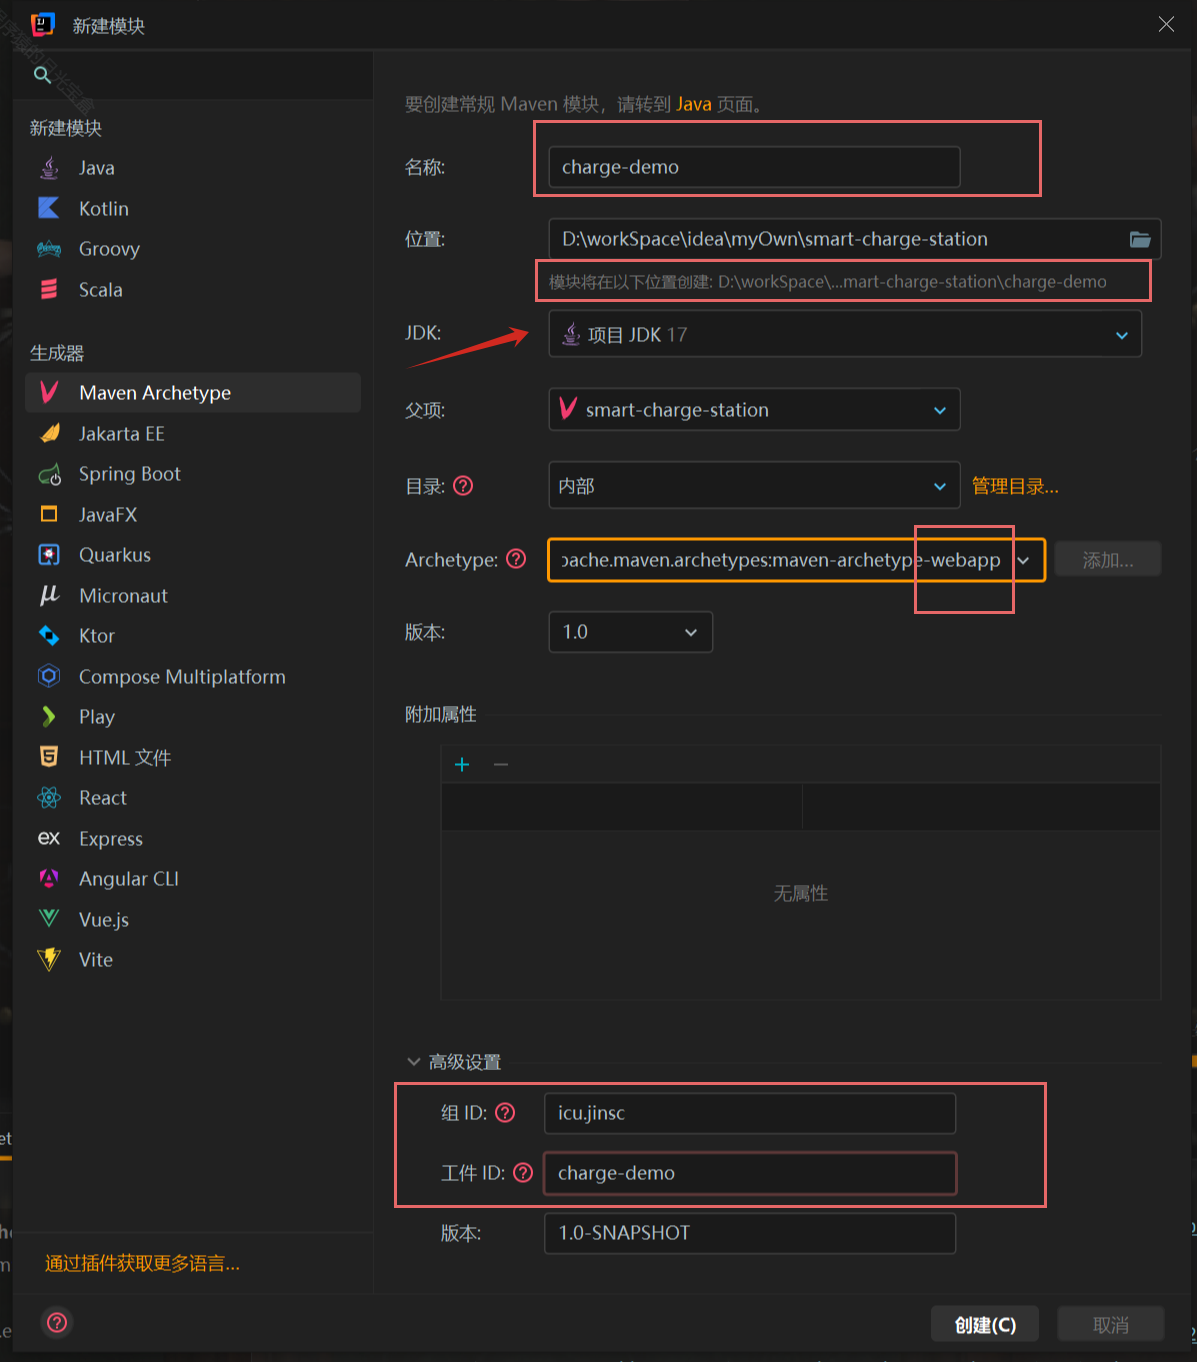 新建模块
新建模块
Java
Kotlin
Groovy
Scala
生成器
Maven Archetype
Jakarta EE
Spring Boot
JavaFX
Quarkus
Micronaut
Ktor
Compose Multiplatform
Play
HTML 文件
React
Express
Angular CLI
Vue.js
Vite
通过插件获取更多语言...
要创建常规 Maven 模块，请转到 Java 页面。
名称: charge-demo
位置: D:\workSpace\idea\myOwn\smart-charge-station
模块将在以下位置创建: D:\workSpace\...mart-charge-station\charge-demo
JDK: 项目 JDK 17
父项: smart-charge-station
目录: ? 内部 管理目录...
Archetype: ? pache.maven.archetypes:maven-archetype-webapp 添加...
版本: 1.0
附加属性
无属性
高级设置
组 ID: ? icu.jinsc
工件 ID: ? charge-demo
版本: 1.0-SNAPSHOT
? 创建(C) 取消